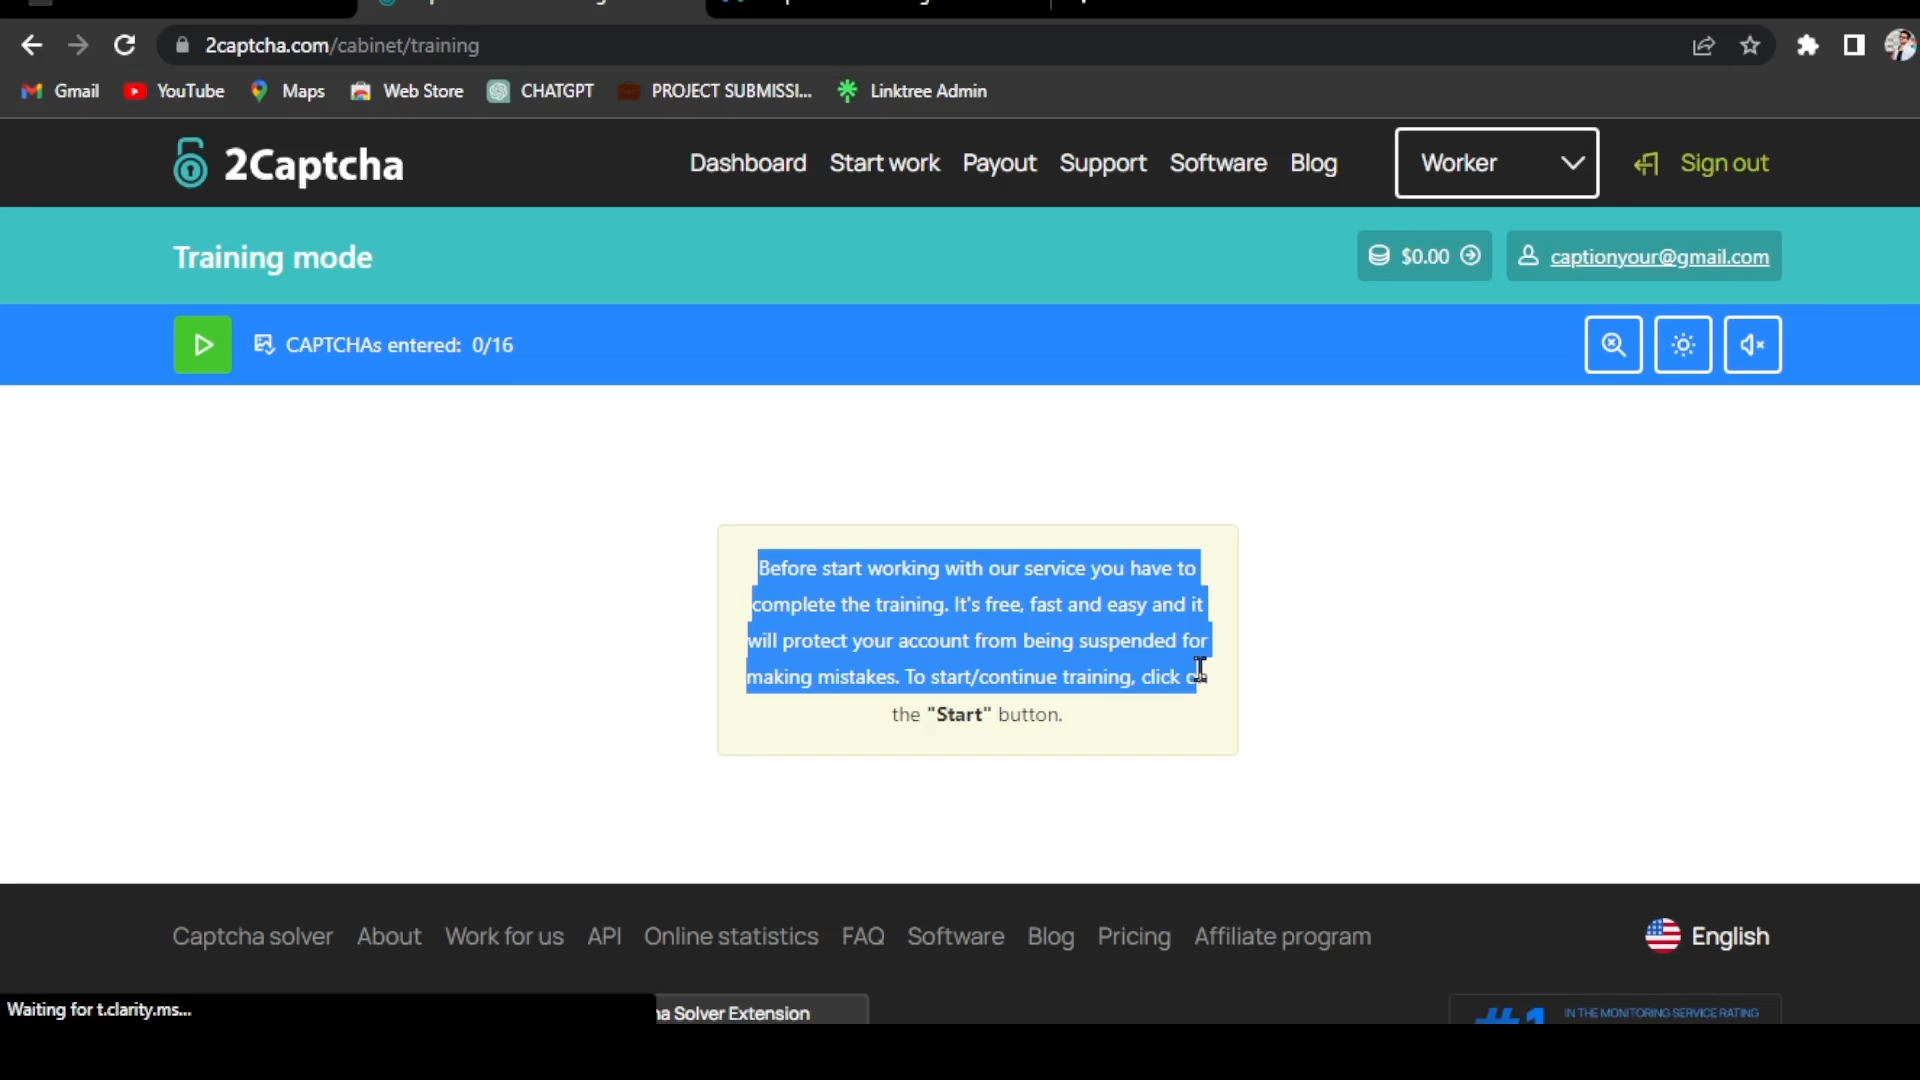 2captcha.com/cabinet/training
Gmail YouTube Maps Web Store CHATGPT PROJECT SUBMISSI... Linktree Admin
2Captcha Dashboard Start work Payout Support Software Blog Worker Sign out
Training mode $0.00 captionyour@gmail.com
CAPTCHAs entered: 0/16
Before start working with our service you have to
complete the training. It's free, fast and easy and it
will protect your account from being suspended for
making mistakes. To start/continue training, click on
the "Start" button.
Captcha solver About Work for us API Online statistics FAQ Software Blog Pricing Affiliate program English
Waiting for t.clarity.ms...
Solver Extension
#1 IN THE MONITORING SERVICE RATING